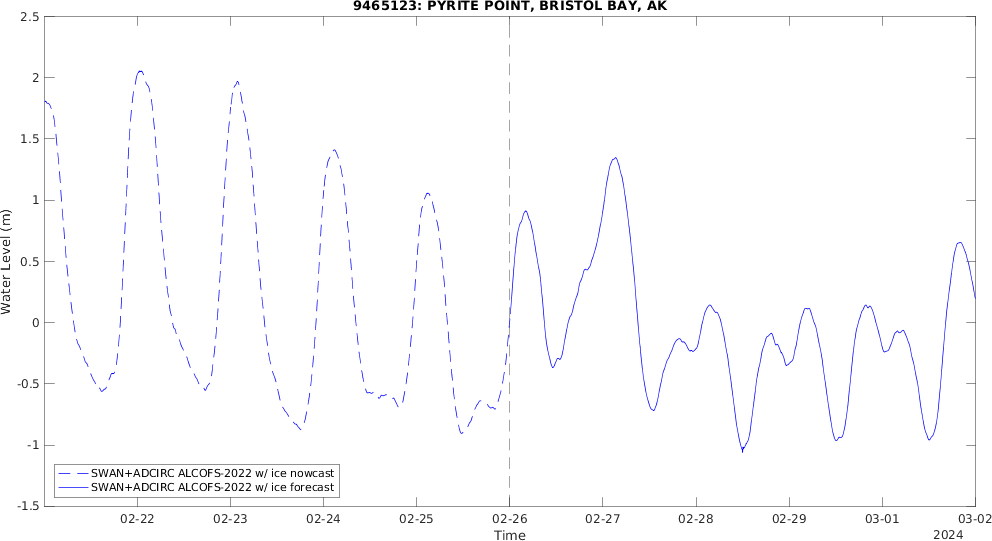 9465123: PYRITE POINT, BRISTOL BAY, AK
2.5
2
1.5
1
0.5
0
-0.5
-1
-1.5
Water Level (m)
SWAN+ADCIRC ALCOFS-2022 w/ ice nowcast
SWAN+ADCIRC ALCOFS-2022 w/ ice forecast
02-22 02-23 02-24 02-25 02-26 02-27 02-28 02-29 03-01 03-02
Time
2024